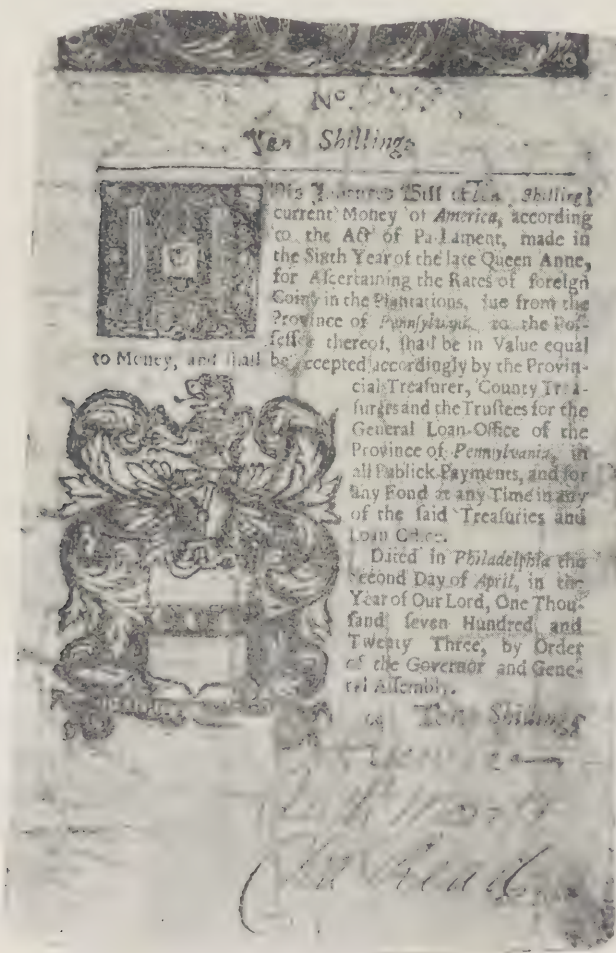 No.
Ten Shillings
This Indented Bill of Ten Shillings
current Money of America, according
to the Act of Parliament, made in
the Sixth Year of the late Queen Anne,
for Ascertaining the Rates of foreign
Coins in the Plantations, due from the
Province of Pennsylvania, to the Pos-
sessor thereof, shall be in Value equal
to Money, and shall be accepted accordingly by the Provin-
cial Treasurer, County Trea-
surers and the Trustees for the
General Loan-Office of the
Province of Pennylvania, in
all Publick Payments, and for
any Fond at any Time in any
of the said Treasuries and
Loan Office.
Dated in Philadelphia the
second Day of April, in the
Year of Our Lord, One Thou-
sand seven Hundred and
Twenty Three, by Order
of the Governor and Gene-
ral Assembly.
Ten Shillings
Read